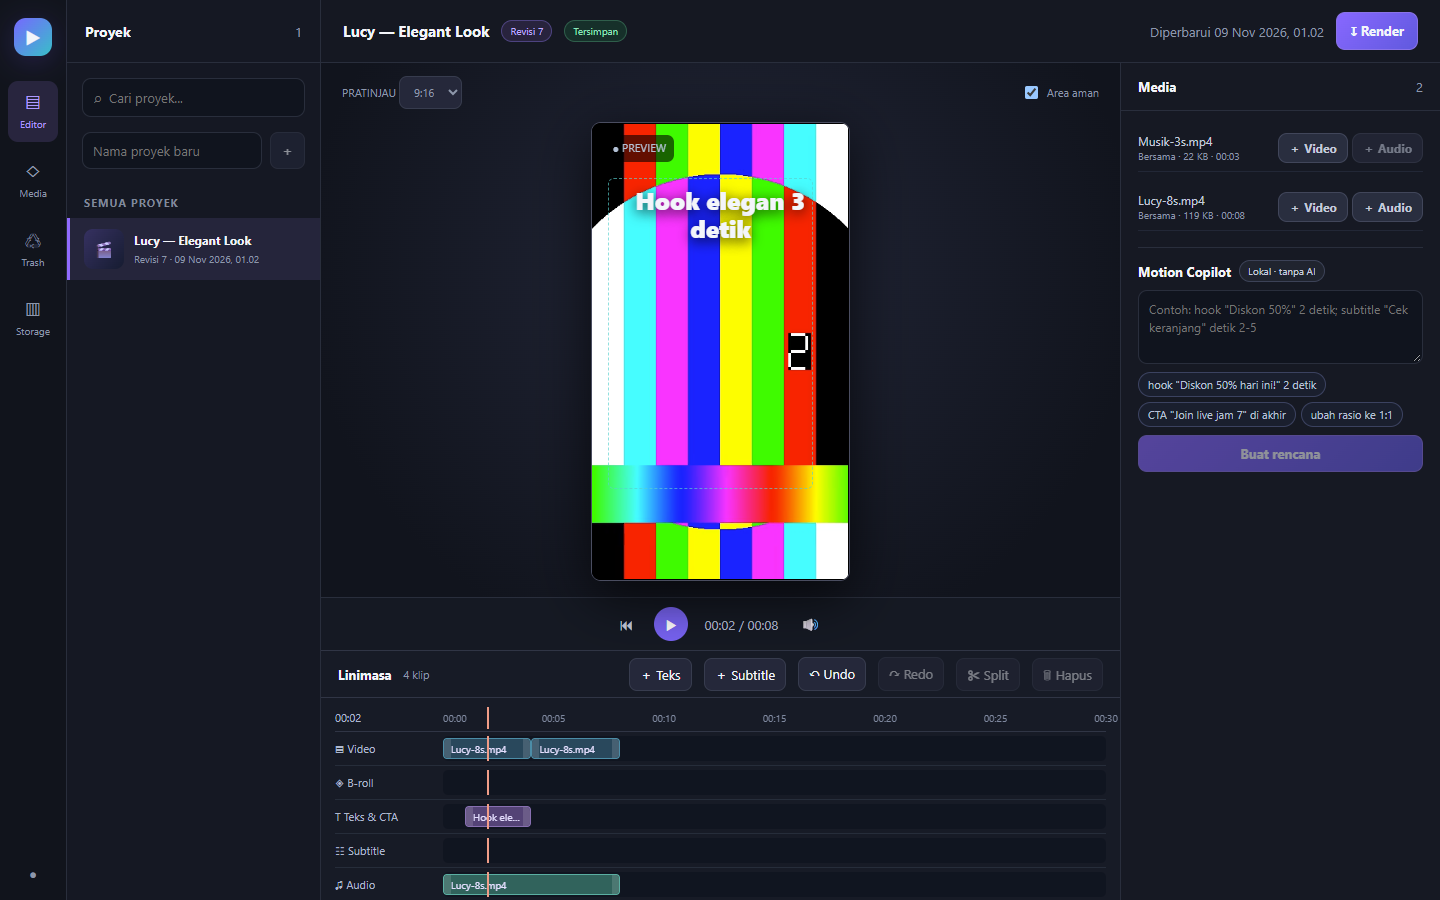 Proyek
1
Lucy — Elegant Look
Revisi 7
Tersimpan
Diperbarui 09 Nov 2026, 01.02
Render
Editor
Media
Trash
Storage
Cari proyek...
Nama proyek baru
+
SEMUA PROYEK
Lucy — Elegant Look
Revisi 7 · 09 Nov 2026, 01.02
PRATINJAU
9:16
Area aman
PREVIEW
Hook elegan 3
detik
2
00:02 / 00:08
Linimasa
4 klip
+ Teks
+ Subtitle
Undo
Redo
Split
Hapus
00:02
00:00
00:05
00:10
00:15
00:20
00:25
00:30
Video
Lucy-8s.mp4
Lucy-8s.mp4
B-roll
T Teks & CTA
Hook ele...
Subtitle
Audio
Lucy-8s.mp4
Media
2
Musik-3s.mp4
Bersama · 22 KB · 00:03
+ Video
+ Audio
Lucy-8s.mp4
Bersama · 119 KB · 00:08
+ Video
+ Audio
Motion Copilot
Lokal · tanpa AI
Contoh: hook "Diskon 50%" 2 detik; subtitle "Cek
keranjang" detik 2-5
hook "Diskon 50% hari ini!" 2 detik
CTA "Join live jam 7" di akhir
ubah rasio ke 1:1
Buat rencana